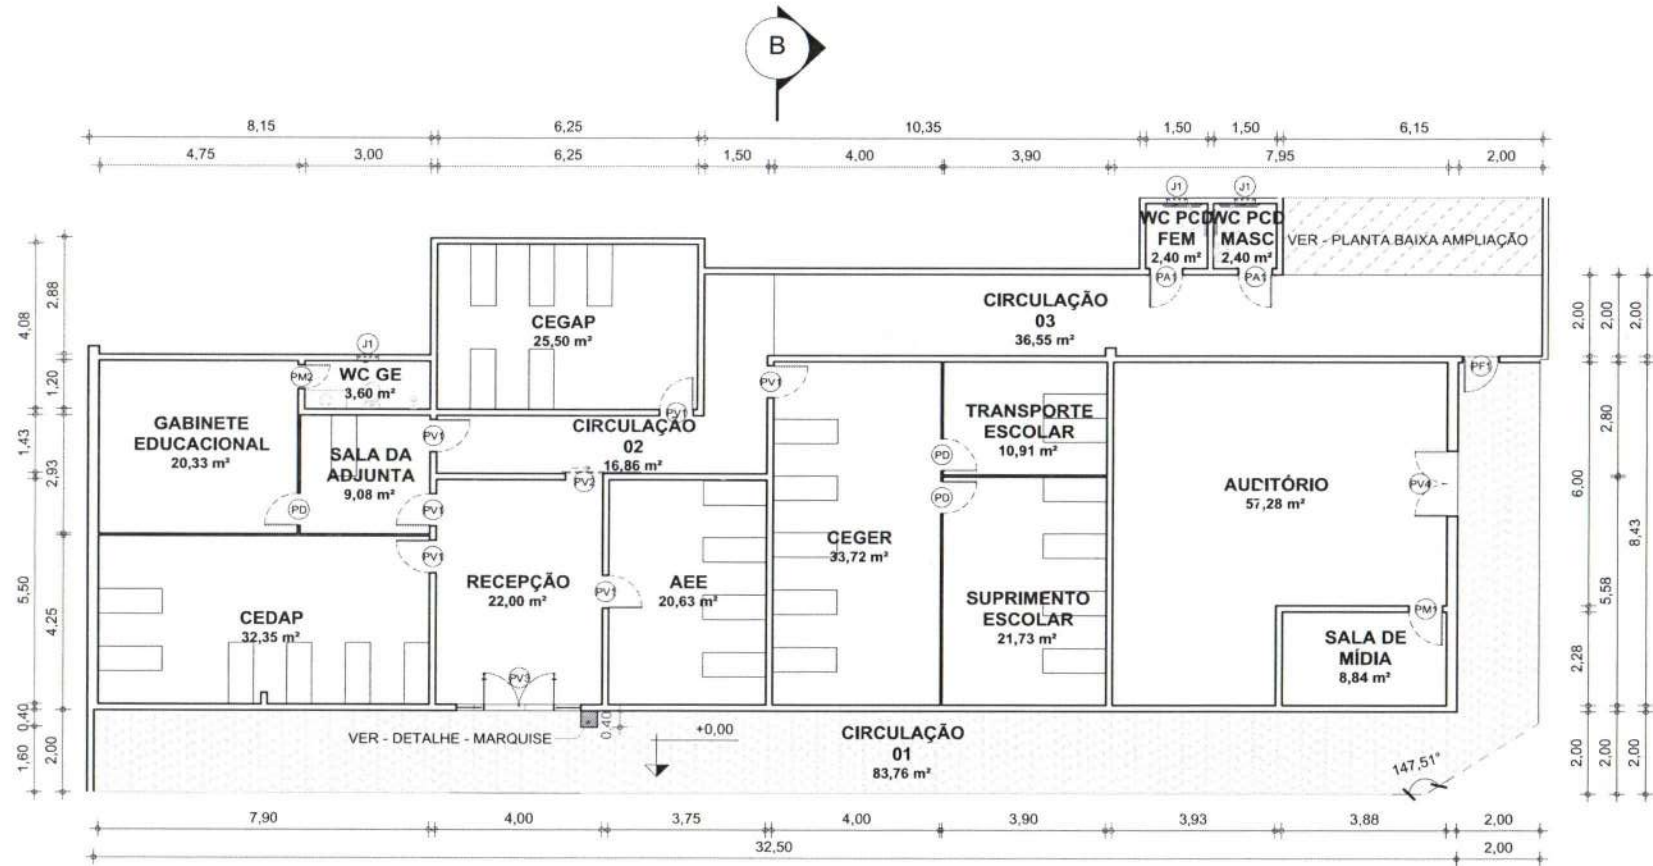 B
8,15 6,25 10,35 1,50 1,50 6,15
4,75 3,00 6,25 1,50 4,00 3,90 7,95 2,00
J1 J1
WC PCD
FEM
2,40 m²
WC PCD
MASC
2,40 m²
VER - PLANTA BAIXA AMPLIAÇÃO
PA1 PA1
CIRCULAÇÃO
03
36,55 m²
CEGAP
25,50 m²
J1
PM2
WC GE
3,60 m²
PV1
PV1
PF1
GABINETE
EDUCACIONAL
20,33 m²
SALA DA
ADJUNTA
9,08 m²
PV1
CIRCULAÇÃO
02
16,86 m²
PV2
TRANSPORTE
ESCOLAR
10,91 m²
PD
PD
AUDITÓRIO
57,28 m²
PV4
PD
PV1
CEGER
33,72 m²
PV1
RECEPÇÃO
22,00 m²
AEE
20,63 m²
PV1
SUPRIMENTO
ESCOLAR
21,73 m²
PM1
CEDAP
32,35 m²
SALA DE
MÍDIA
8,84 m²
PV3
VER - DETALHE - MARQUISE
0,40
+0,00
CIRCULAÇÃO
01
83,76 m²
147,51°
4,08 5,50 0,40 1,60
2,88 1,20 1,43 2,93 4,25 2,00
2,00 6,00 2,28 2,00
2,00 2,80 5,58 2,00
2,00 8,43 2,00
7,90 4,00 3,75 4,00 3,90 3,93 3,88 2,00
32,50 2,00